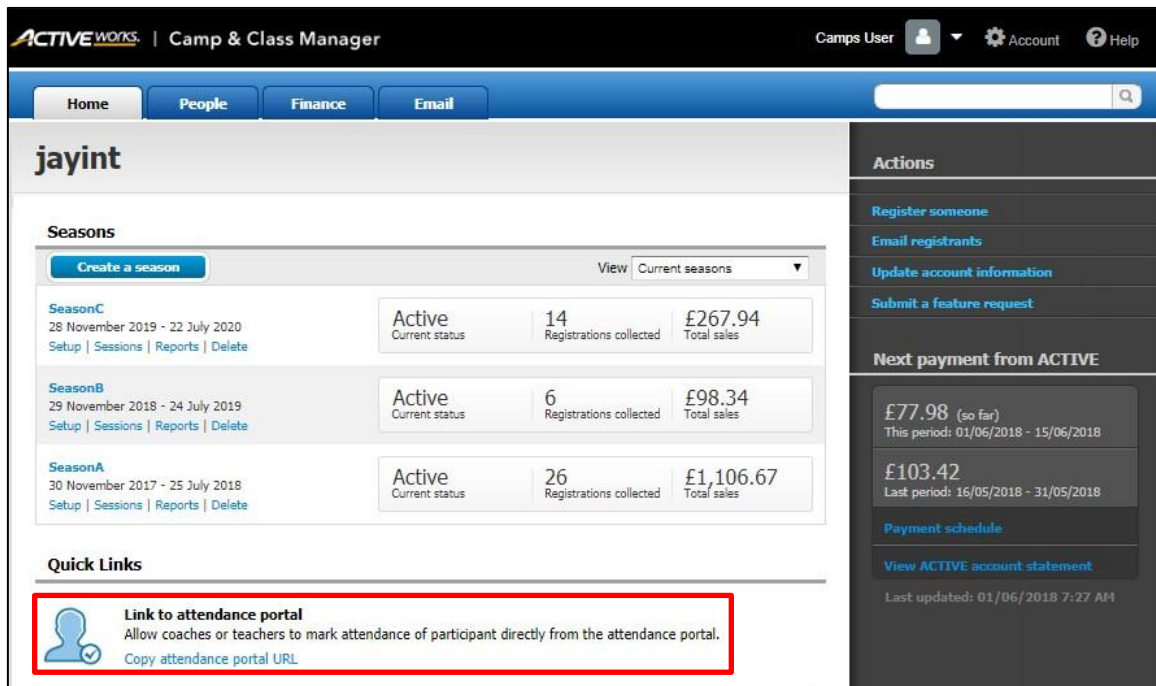 ACTIVEWORKS. | Camp & Class Manager
Camps User
Account
Help
Home
People
Finance
Email
jayint
Seasons
Create a season
View Current seasons
SeasonC
28 November 2019 - 22 July 2020
Setup | Sessions | Reports | Delete
Active
Current status
14
Registrations collected
£267.94
Total sales
SeasonB
29 November 2018 - 24 July 2019
Setup | Sessions | Reports | Delete
Active
Current status
6
Registrations collected
£98.34
Total sales
SeasonA
30 November 2017 - 25 July 2018
Setup | Sessions | Reports | Delete
Active
Current status
26
Registrations collected
£1,106.67
Total sales
Quick Links
Link to attendance portal
Allow coaches or teachers to mark attendance of participant directly from the attendance portal.
Copy attendance portal URL
Actions
Register someone
Email registrants
Update account information
Submit a feature request
Next payment from ACTIVE
£77.98 (so far)
This period: 01/06/2018 - 15/06/2018
£103.42
Last period: 16/05/2018 - 31/05/2018
Payment schedule
View ACTIVE account statement
Last updated: 01/06/2018 7:27 AM